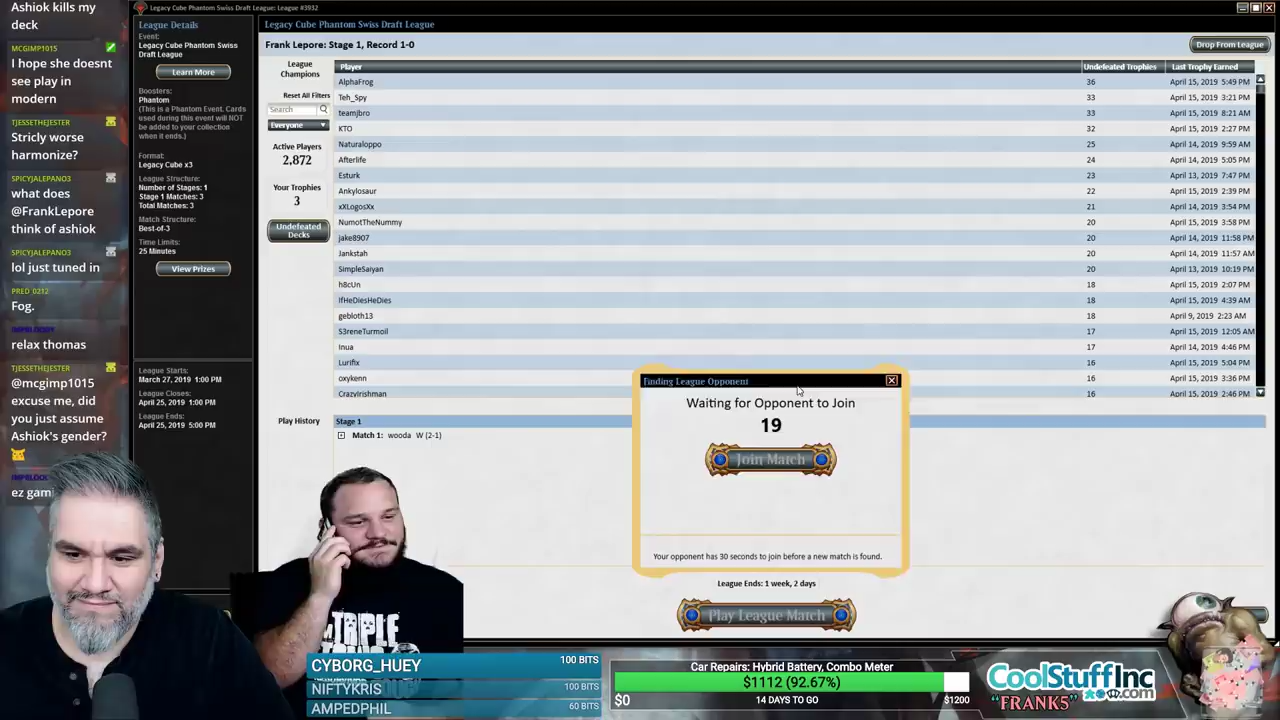 Ashiok kills my
deck
MCGIMP1015
I hope she doesnt
see play in
modern
TJESSETHEJESTER
Stricly worse
harmonize?
SPICYJALEPANO3
what does
@FrankLepore
think of ashiok
SPICYJALEPANO3
lol just tuned in
PRED_0212
Fog.
relax thomas
TJESSETHEJESTER
@mcgimp1015
excuse me, did
you just assume
Ashiok's gender?
ez gam
Legacy Cube Phantom Swiss Draft League: League #3932
League Details
Event:
Legacy Cube Phantom Swiss
Draft League
Learn More
Boosters:
Phantom
(This is a Phantom Event. Cards
used during this event will NOT
be added to your collection
when it ends.)
Format:
Legacy Cube x3
League Structure:
Number of Stages: 1
Stage 1 Matches: 3
Total Matches: 3
Match Structure:
Best-of-3
Time Limits:
25 Minutes
View Prizes
League Starts:
March 27, 2019 1:00 PM
League Closes:
April 25, 2019 1:00 PM
League Ends:
April 25, 2019 5:00 PM
Legacy Cube Phantom Swiss Draft League
Frank Lepore: Stage 1, Record 1-0
Drop From League
League
Champions
Reset All Filters
Search
Everyone
Active Players
2,872
Your Trophies
3
Undefeated
Decks
Player Undefeated Trophies Last Trophy Earned
AlphaFrog 36 April 15, 2019 5:49 PM
Teh_Spy 33 April 15, 2019 3:21 PM
teamjbro 33 April 15, 2019 8:21 AM
KTO 32 April 15, 2019 2:27 PM
Naturaloppo 25 April 14, 2019 9:59 AM
Afterlife 24 April 14, 2019 5:05 PM
Esturk 23 April 13, 2019 7:47 PM
Ankylosaur 22 April 15, 2019 2:39 PM
xXLogosXx 21 April 14, 2019 3:54 PM
NumotTheNummy 20 April 15, 2019 3:58 PM
jake8907 20 April 14, 2019 11:58 PM
Jankstah 20 April 14, 2019 11:57 AM
SimpleSaiyan 20 April 13, 2019 10:19 PM
h8cUn 18 April 15, 2019 2:07 PM
IfHeDiesHeDies 18 April 15, 2019 4:39 AM
gebloth13 18 April 9, 2019 2:23 AM
S3reneTurmoil 17 April 15, 2019 12:05 AM
Inua 17 April 14, 2019 4:46 PM
Lurifix 16 April 15, 2019 5:04 PM
oxykenn 16 April 15, 2019 3:36 PM
CrazyIrishman 16 April 15, 2019 2:46 PM
Play History
Stage 1
Match 1: wooda W (2-1)
Finding League Opponent
Waiting for Opponent to Join
19
Join Match
Your opponent has 30 seconds to join before a new match is found.
League Ends: 1 week, 2 days
Play League Match
CYBORG_HUEY 100 BITS
NIFTYKRIS 100 BITS
AMPEDPHIL 60 BITS
Car Repairs: Hybrid Battery, Combo Meter
$1112 (92.67%)
$0 14 DAYS TO GO $1200
CoolStuffInc
.com
"FRANK5"